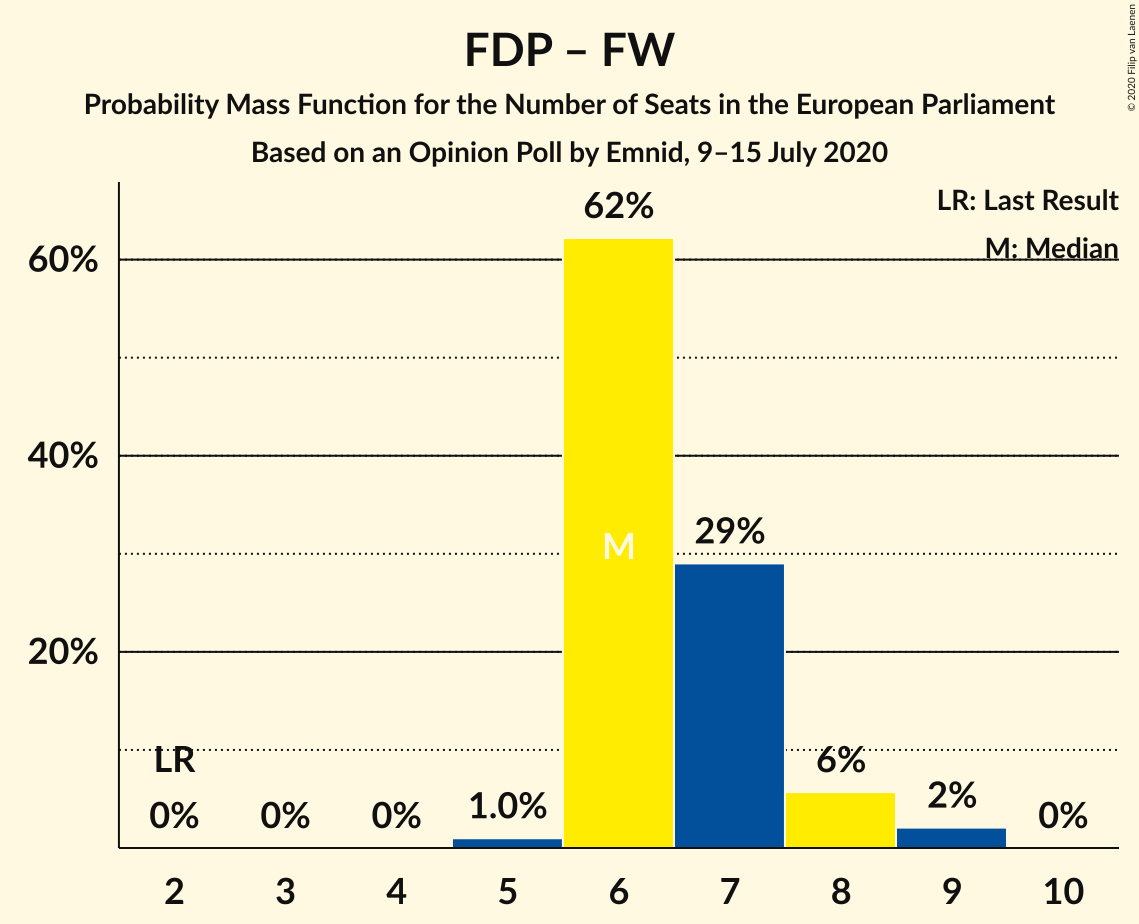 FDP – FW
Probability Mass Function for the Number of Seats in the European Parliament
Based on an Opinion Poll by Emnid, 9–15 July 2020
© 2020 Filip van Laenen
LR: Last Result
M: Median
62%
60%
40%
M
29%
20%
LR
6%
0%
0%
0%
1.0%
2%
0%
2
3
4
5
6
7
8
9
10